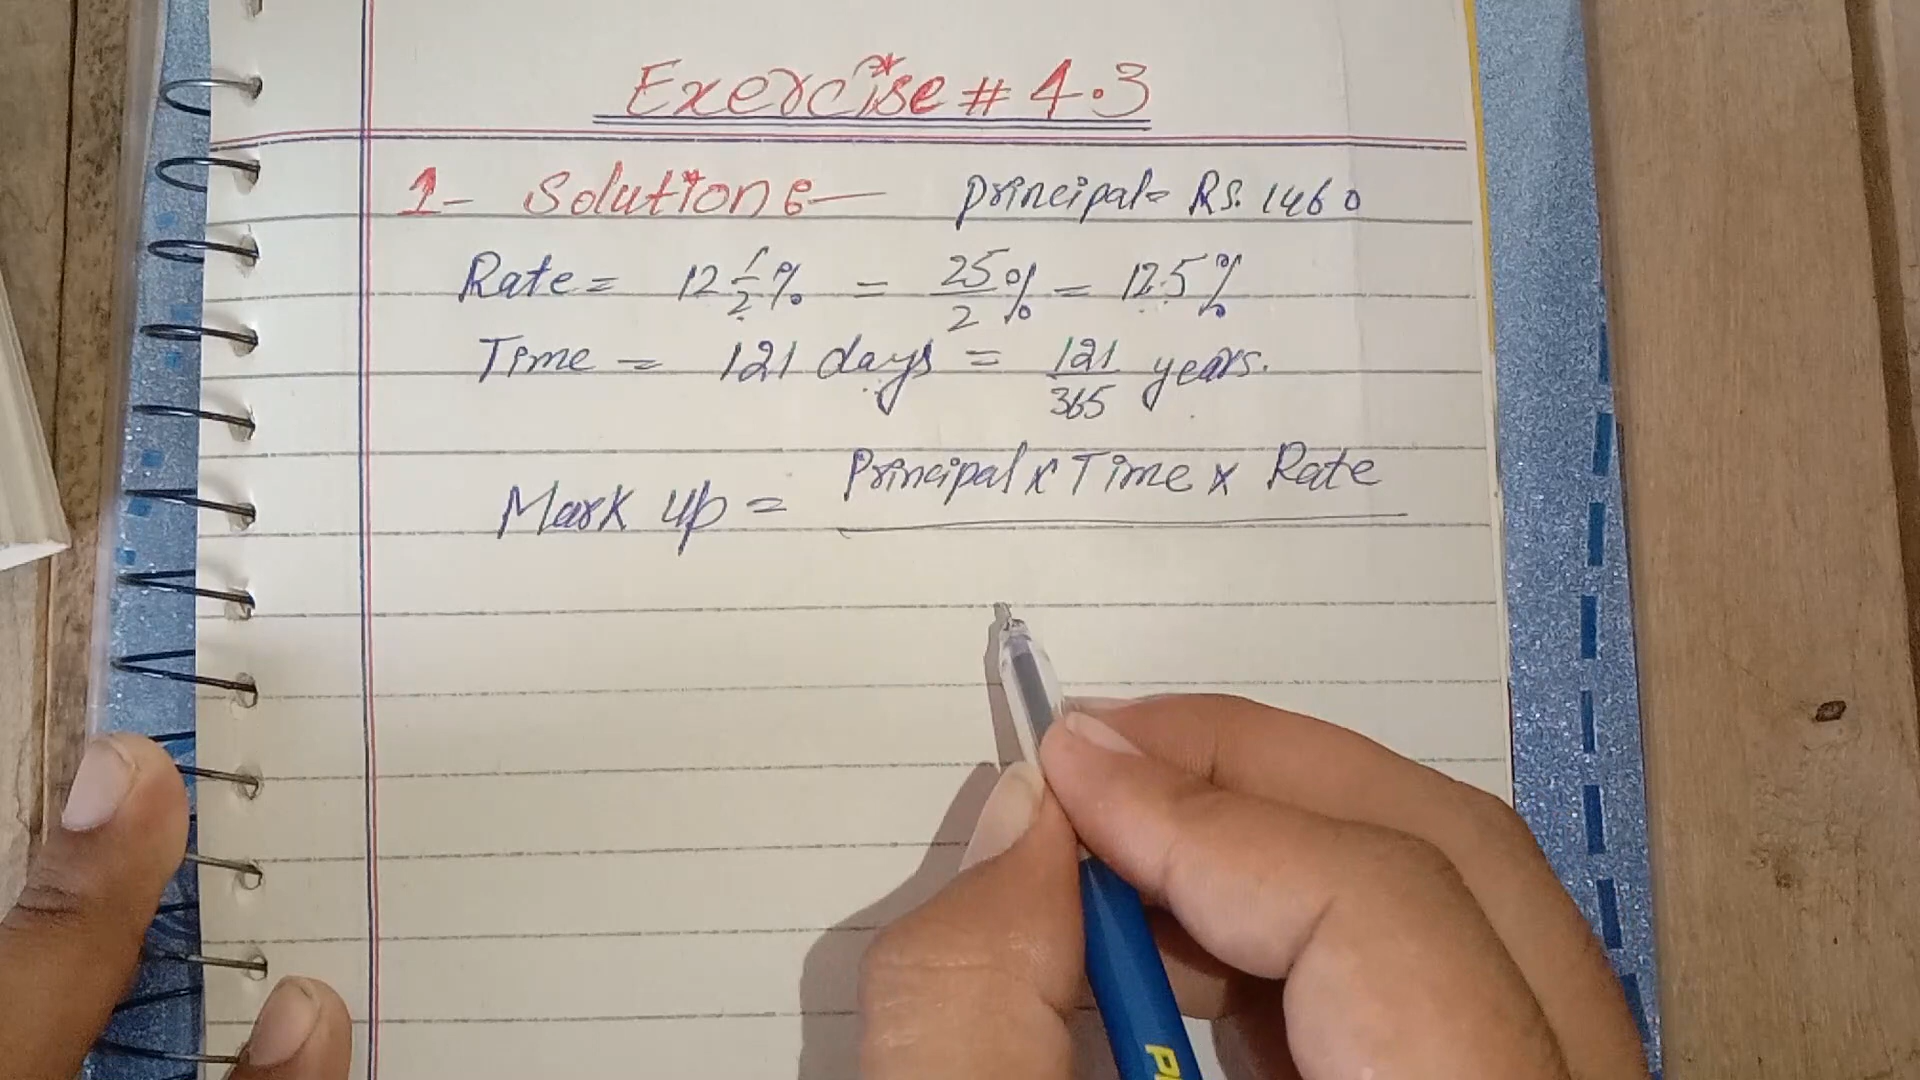 Exercise # 4.3
1- Solution:- Principal= Rs. 1460
Rate = 12 1/2 % = 25/2 % = 12.5%
Time = 121 days = 121/365 years.
Mark up = Principal x Time x Rate